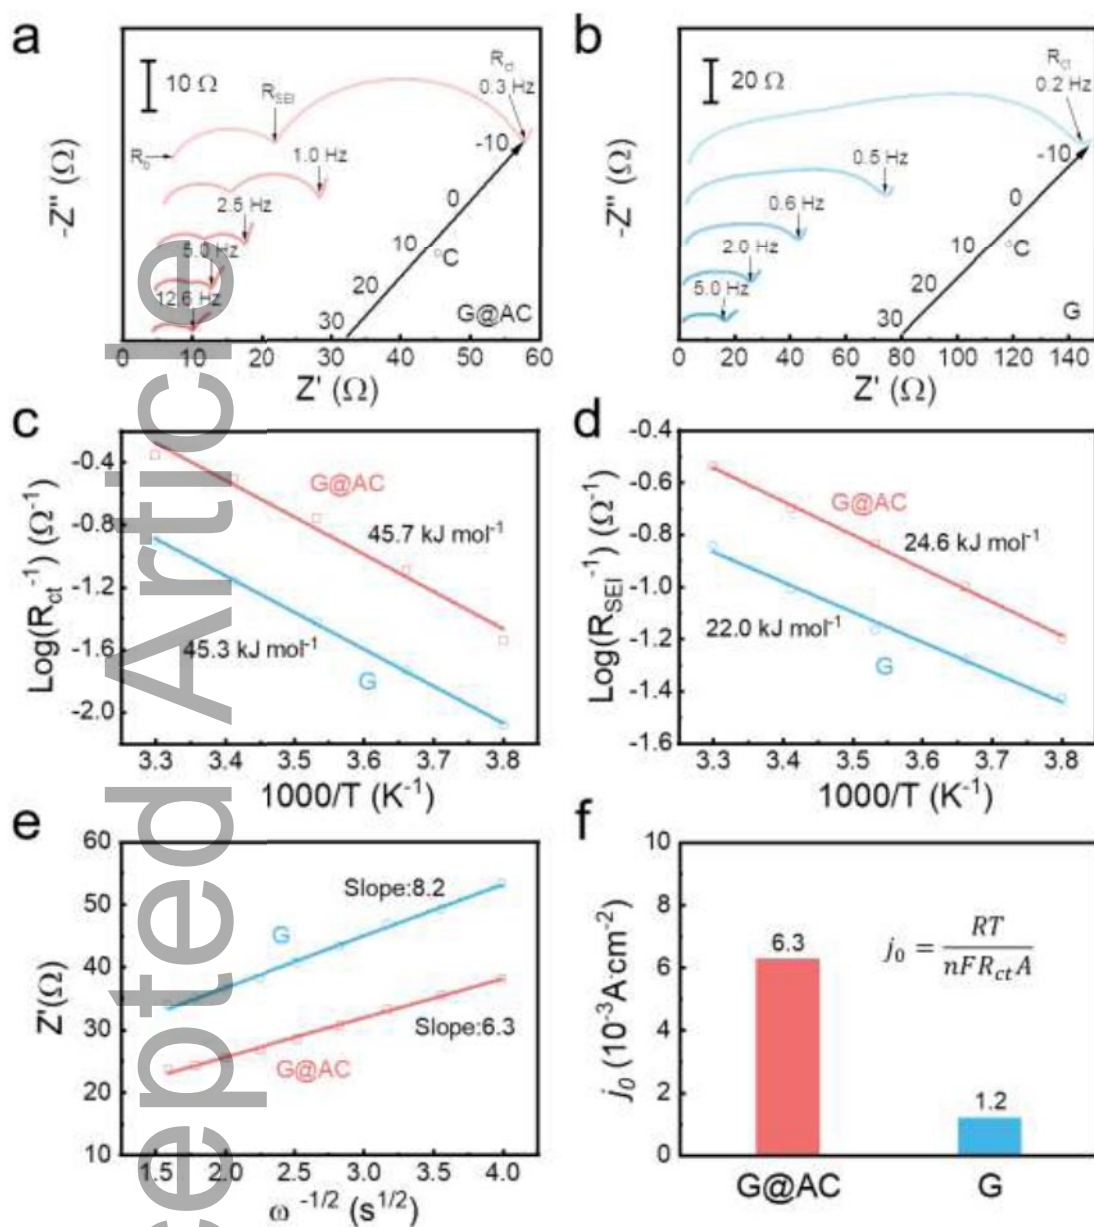 a
10 Ω
R_b
R_SEI
R_ct
0.3 Hz
1.0 Hz
2.5 Hz
5.0 Hz
12.6 Hz
-10
0
10
20
30
°C
G@AC
-Z'' (Ω)
0 10 20 30 40 50 60
Z' (Ω)
b
20 Ω
R_ct
0.2 Hz
0.5 Hz
0.6 Hz
2.0 Hz
5.0 Hz
-10
0
10
20
30
°C
G
-Z'' (Ω)
0 20 40 60 80 100 120 140
Z' (Ω)
c
Log(R_ct⁻¹) (Ω⁻¹)
-0.4
-0.8
-1.2
-1.6
-2.0
G@AC
45.7 kJ mol⁻¹
45.3 kJ mol⁻¹
G
3.3 3.4 3.5 3.6 3.7 3.8
1000/T (K⁻¹)
d
Log(R_SEI⁻¹) (Ω⁻¹)
-0.4
-0.6
-0.8
-1.0
-1.2
-1.4
-1.6
G@AC
24.6 kJ mol⁻¹
22.0 kJ mol⁻¹
G
3.3 3.4 3.5 3.6 3.7 3.8
1000/T (K⁻¹)
e
Z'(Ω)
60
50
40
30
20
10
Slope:8.2
G
Slope:6.3
G@AC
1.5 2.0 2.5 3.0 3.5 4.0
ω^-1/2 (s^1/2)
f
j₀ (10⁻³A·cm⁻²)
10
8
6
4
2
0
6.3
1.2
j₀ = RT / nFR_ctA
G@AC G
cepted Article